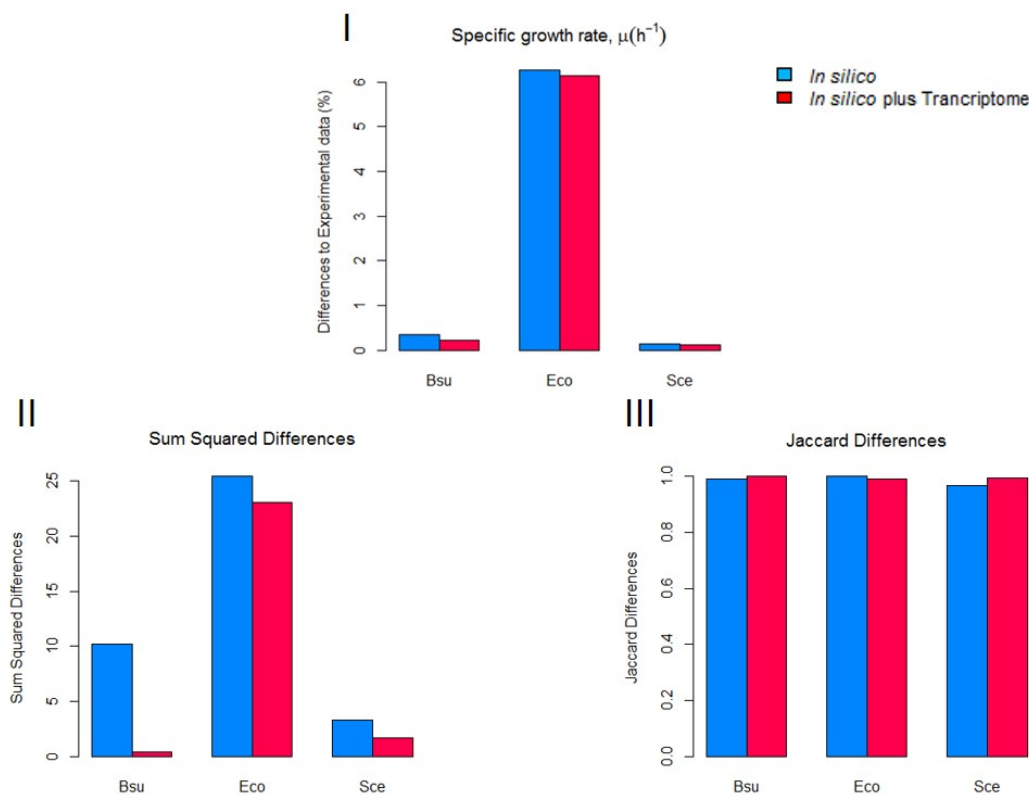 I
Specific growth rate, μ(h⁻¹)
In silico
In silico plus Trancriptome
Differences to Experimental data (%)
6
5
4
3
2
1
0
Bsu Eco Sce
II
Sum Squared Differences
Sum Squared Differences
25
20
15
10
5
0
Bsu Eco Sce
III
Jaccard Differences
Jaccard Differences
1.0
0.8
0.6
0.4
0.2
0.0
Bsu Eco Sce